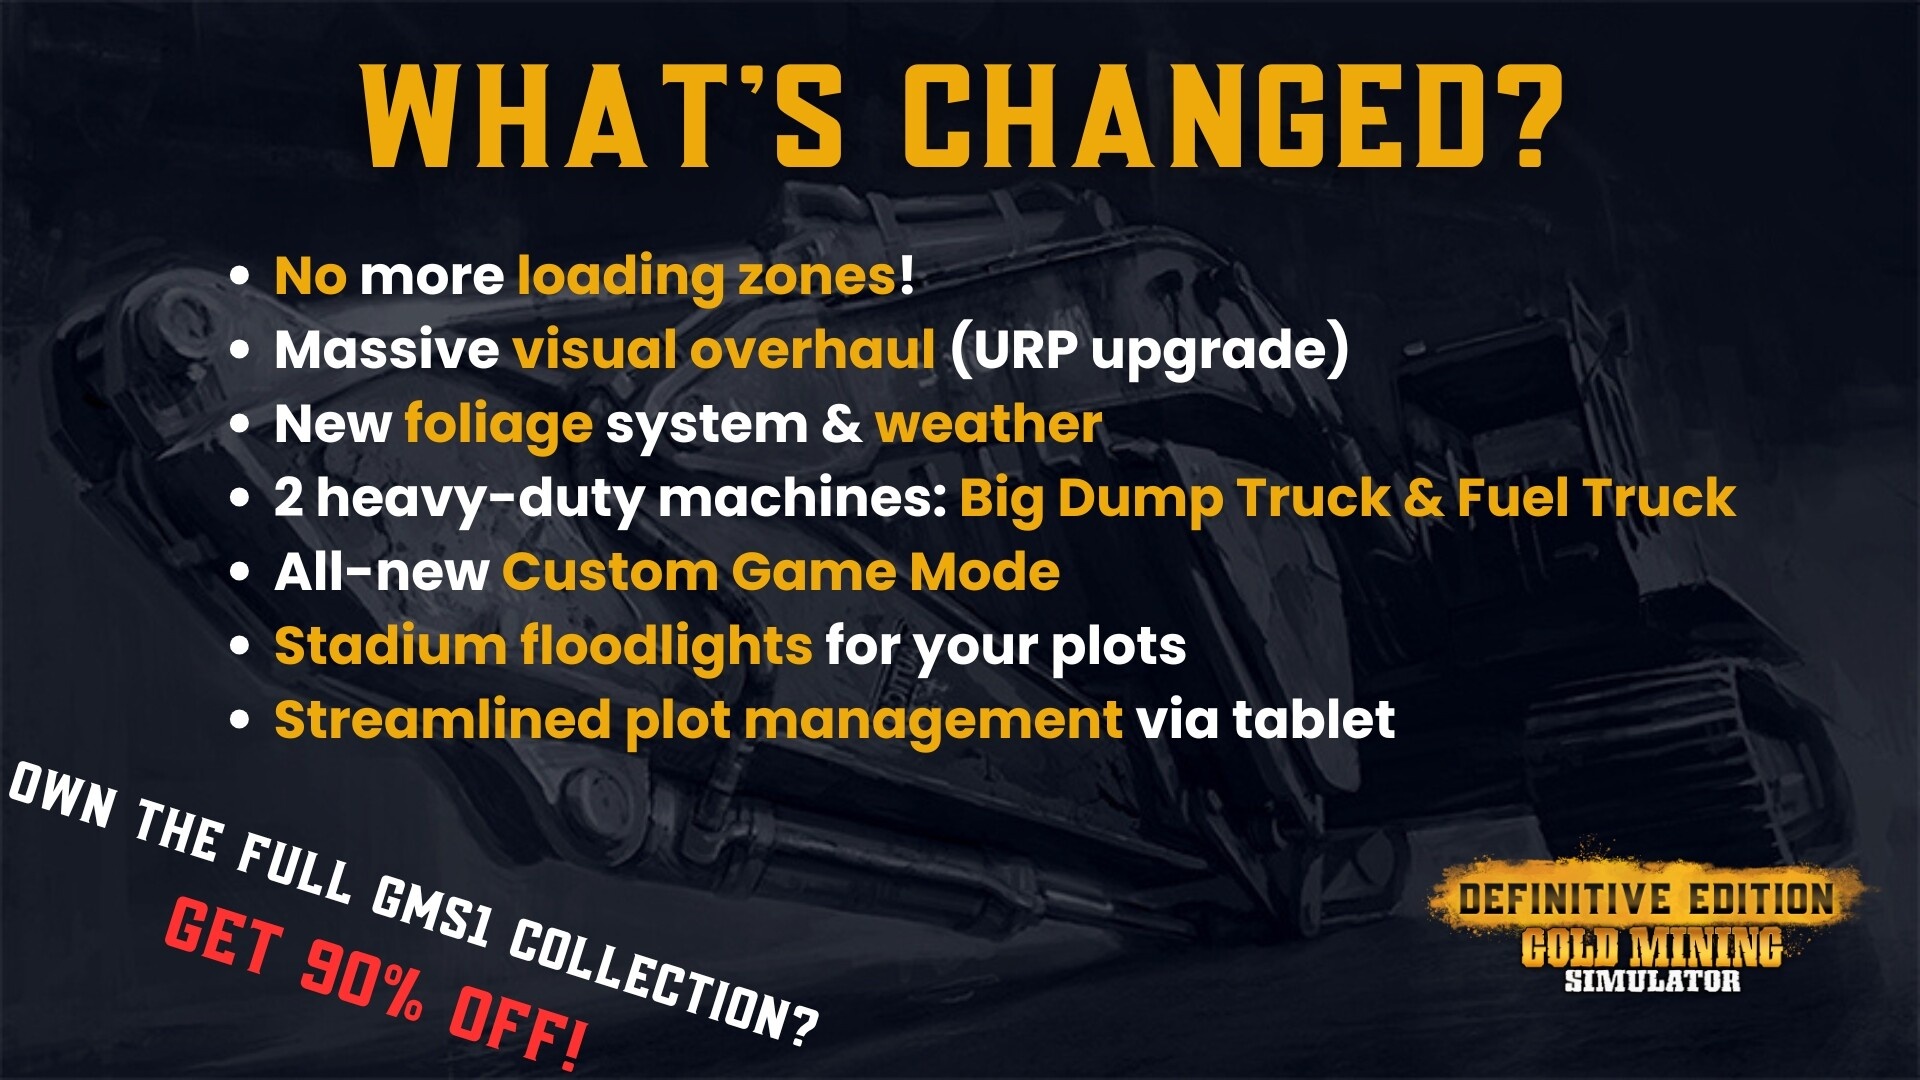 WHAT'S CHANGED?
• No more loading zones!
• Massive visual overhaul (URP upgrade)
• New foliage system & weather
• 2 heavy-duty machines: Big Dump Truck & Fuel Truck
• All-new Custom Game Mode
• Stadium floodlights for your plots
• Streamlined plot management via tablet
OWN THE FULL GMS1 COLLECTION?
GET 90% OFF!
DEFINITIVE EDITION
GOLD MINING
SIMULATOR